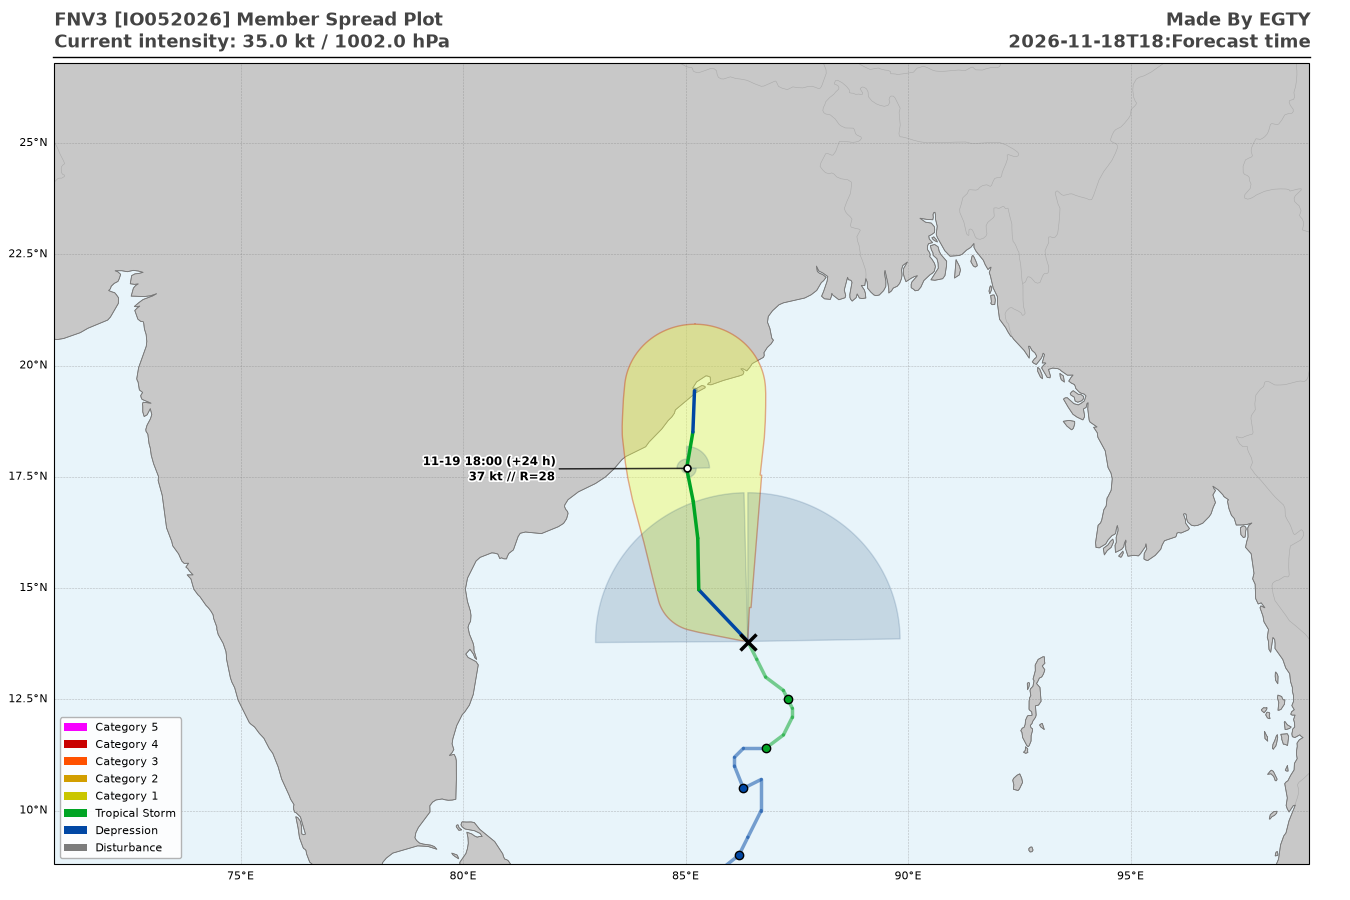 FNV3 [IO052026] Member Spread Plot
Current intensity: 35.0 kt / 1002.0 hPa
Made By EGTY
2026-11-18T18:Forecast time
25°N
22.5°N
20°N
17.5°N
15°N
12.5°N
10°N
11-19 18:00 (+24 h)
37 kt // R=28
Category 5
Category 4
Category 3
Category 2
Category 1
Tropical Storm
Depression
Disturbance
75°E
80°E
85°E
90°E
95°E